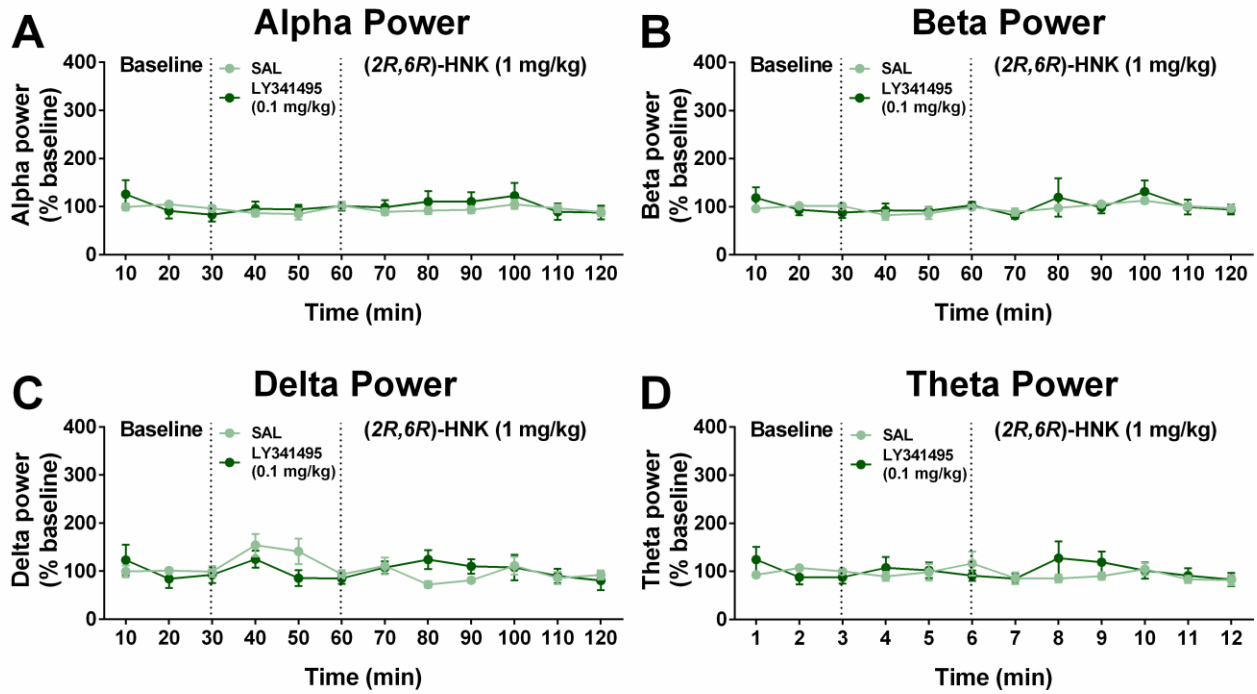 A
Alpha Power
Alpha power
(% baseline)
400
300
200
100
0
Baseline
SAL
LY341495
(0.1 mg/kg)
(2R,6R)-HNK (1 mg/kg)
10 20 30 40 50 60 70 80 90 100 110 120
Time (min)
B
Beta Power
Beta power
(% baseline)
400
300
200
100
0
Baseline
SAL
LY341495
(0.1 mg/kg)
(2R,6R)-HNK (1 mg/kg)
10 20 30 40 50 60 70 80 90 100 110 120
Time (min)
C
Delta Power
Delta power
(% baseline)
400
300
200
100
0
Baseline
SAL
LY341495
(0.1 mg/kg)
(2R,6R)-HNK (1 mg/kg)
10 20 30 40 50 60 70 80 90 100 110 120
Time (min)
D
Theta Power
Theta power
(% baseline)
400
300
200
100
0
Baseline
SAL
LY341495
(0.1 mg/kg)
(2R,6R)-HNK (1 mg/kg)
1 2 3 4 5 6 7 8 9 10 11 12
Time (min)